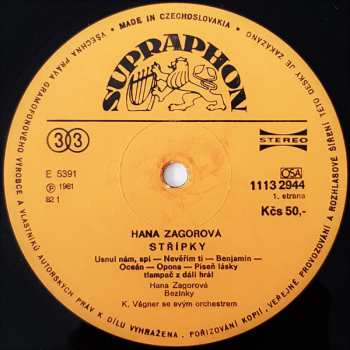 MADE IN CZECHOSLOVAKIA • VŠECHNA PRÁVA GRAMOFONOVÉHO VÝROBCE A VLASTNÍKŮ AUTORSKÝCH PRÁV K DÍLU VYHRAŽENA. POŘIZOVÁNÍ KOPIÍ, VEŘEJNÉ PROVOZOVÁNÍ A ROZHLASOVÉ ŠÍŘENÍ TÉTO DESKY JE ZAKÁZÁNO •
SUPRAPHON
33
STEREO
E 5391
Ⓟ 1981
82 1
OSA
1113 2944
1. strana
Kčs 50,-
HANA ZAGOROVÁ
STŘÍPKY
Usnul nám, spi — Nevěřím ti — Benjamin —
Oceán — Opona — Píseň lásky
tlampač z dáli hrál
Hana Zagorová
Bezinky
K. Vágner se svým orchestrem